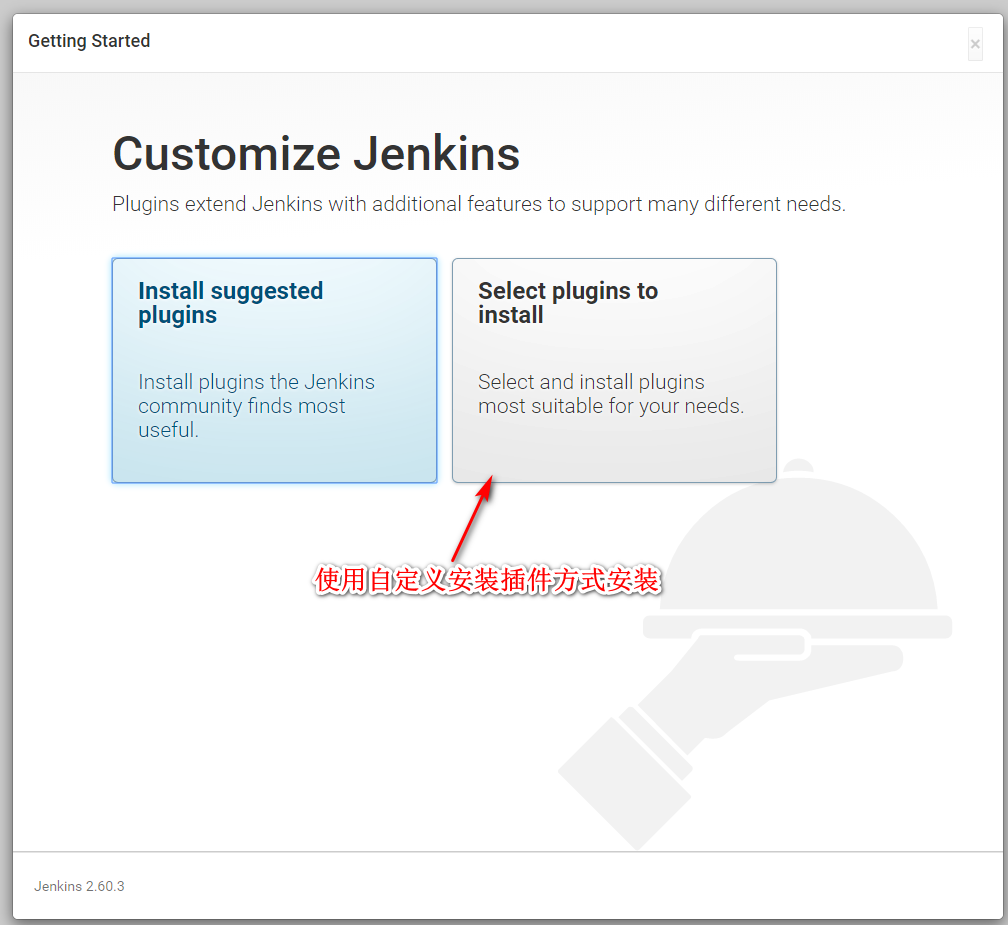 Getting Started
×
Customize Jenkins
Plugins extend Jenkins with additional features to support many different needs.
Install suggested
plugins
Install plugins the Jenkins
community finds most
useful.
Select plugins to
install
Select and install plugins
most suitable for your needs.
使用自定义安装插件方式安装
Jenkins 2.60.3